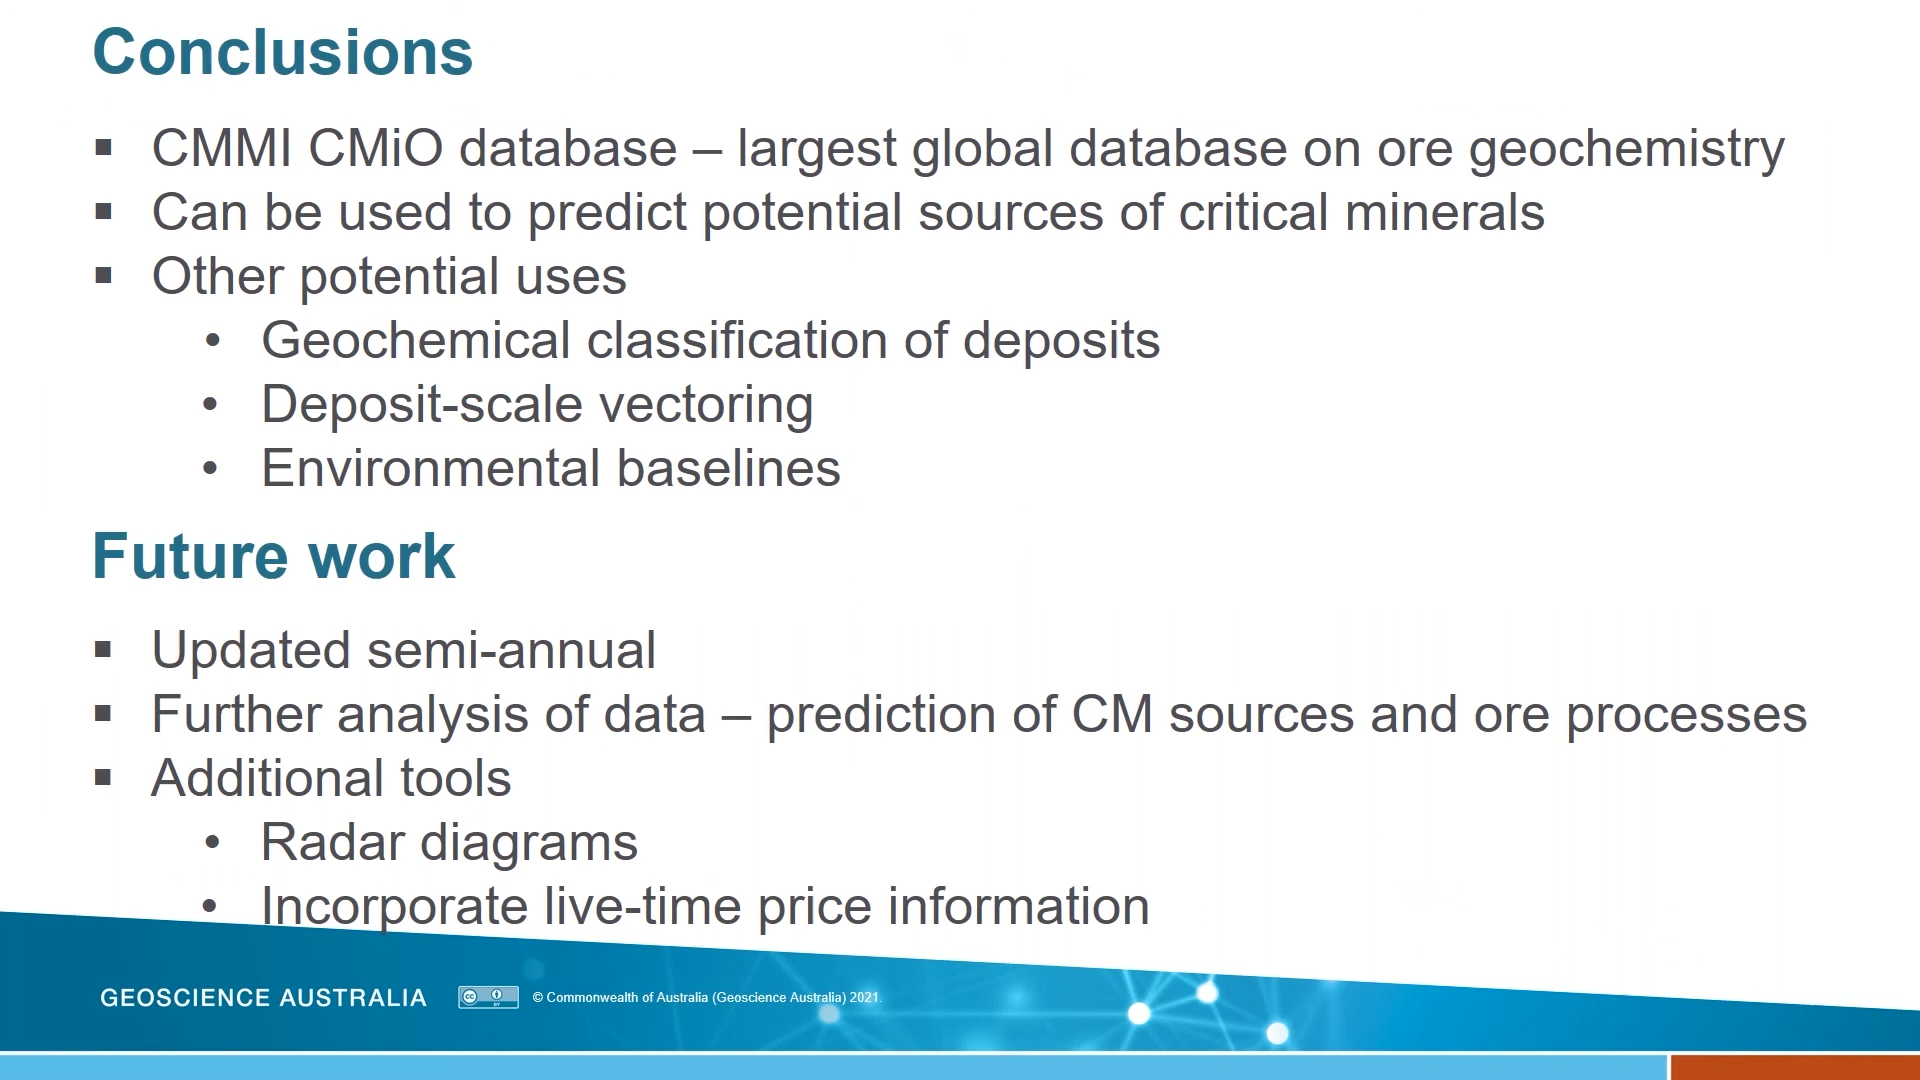 Conclusions
▪ CMMI CMiO database – largest global database on ore geochemistry
▪ Can be used to predict potential sources of critical minerals
▪ Other potential uses
• Geochemical classification of deposits
• Deposit-scale vectoring
• Environmental baselines
Future work
▪ Updated semi-annual
▪ Further analysis of data – prediction of CM sources and ore processes
▪ Additional tools
• Radar diagrams
• Incorporate live-time price information
GEOSCIENCE AUSTRALIA cc BY © Commonwealth of Australia (Geoscience Australia) 2021.